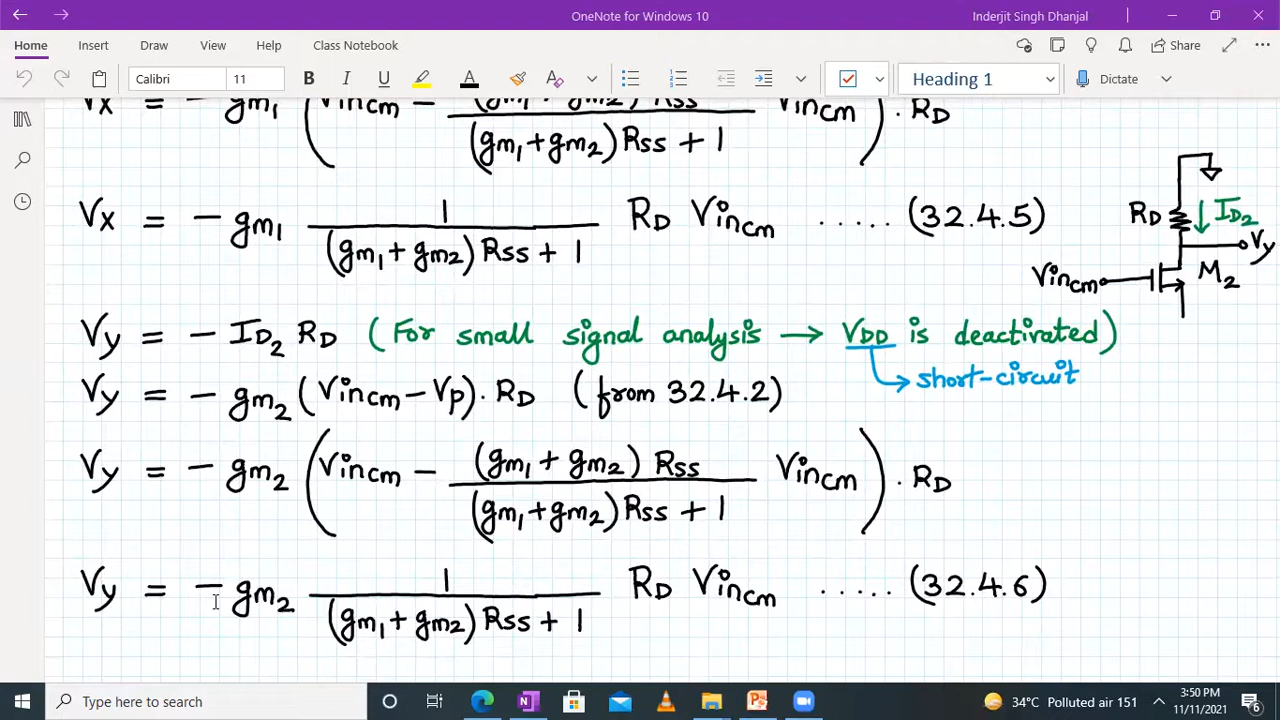 OneNote for Windows 10 Inderjit Singh Dhanjal
Home Insert Draw View Help Class Notebook Share
Calibri 11 B I U A Heading 1 Dictate
Vx = - gm1 (Vincm - (gm1 + gm2) Rss / (gm1+gm2) Rss + 1 Vincm) . RD
Vx = - gm1 1 / (gm1+ gm2) Rss + 1 RD Vincm ..... (32.4.5)
RD ID2 Vy
Vincm M2
Vy = - ID2 RD (For small signal analysis → VDD is deactivated)
short-circuit
Vy = - gm2 (Vincm - Vp) . RD (from 32.4.2)
Vy = - gm2 (Vincm - (gm1 + gm2) Rss / (gm1+gm2) Rss + 1 Vincm) . RD
Vy = - gm2 1 / (gm1+ gm2) Rss + 1 RD Vincm ..... (32.4.6)
Type here to search 34°C Polluted air 151 3:50 PM
11/11/2021 6